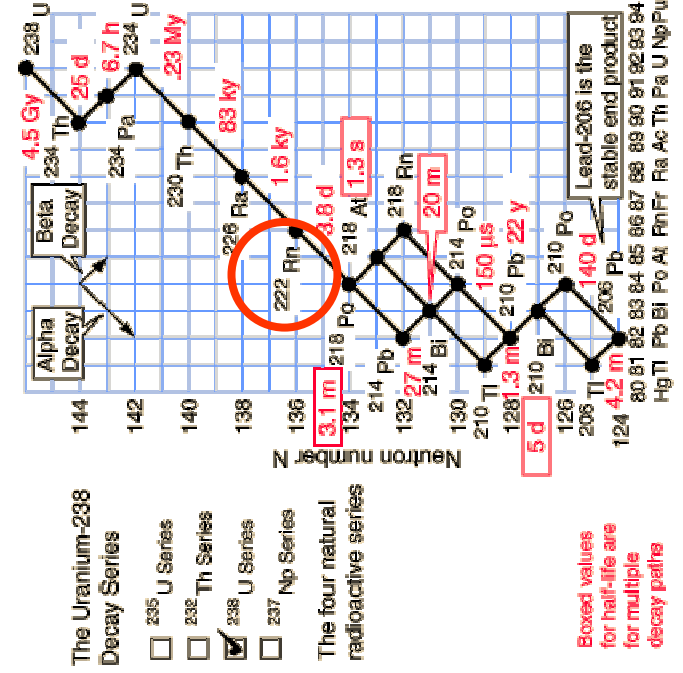 The Uranium-238
Decay Series
235 U Series
232 Th Series
238 U Series
237 Np Series
The four natural
radioactive series
Boxed values
for half-life are
for multiple
decay paths
Neutron number N
144
142
140
138
136
134
132
130
128
126
124
Alpha
Decay
Beta
Decay
238 U
4.5 Gy
234 Th
25 d
234 Pa
6.7 h
234 U
.23 My
230 Th
83 ky
226 Ra
1.6 ky
222 Rn
3.8 d
218 Po
3.1 m
218 At
1.3 s
218 Rn
214 Pb
27 m
214 Bi
20 m
214 Po
150 µs
210 Tl
1.3 m
210 Pb 22 y
210 Bi
5 d
210 Po
140 d
206 Tl
4.2 m
206 Pb
Lead-206 is the
stable end product
80 81 82 83 84 85 86 87 88 89 90 91 92 93 94
Hg Tl Pb Bi Po At Rn Fr Ra Ac Th Pa U Np Pu